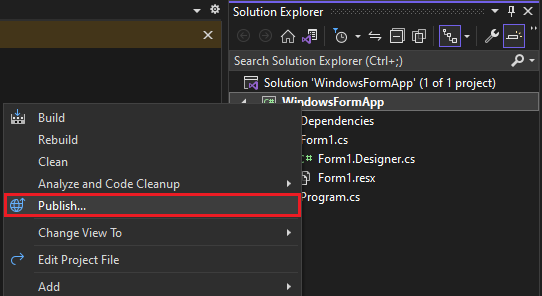 Solution Explorer
Search Solution Explorer (Ctrl+;)
Solution 'WindowsFormApp' (1 of 1 project)
C# WindowsFormApp
Dependencies
Form1.cs
C# Form1.Designer.cs
Form1.resx
Program.cs
Build
Rebuild
Clean
Analyze and Code Cleanup
Publish...
Change View To
Edit Project File
Add